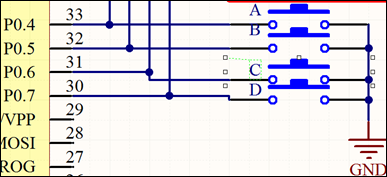 P0.4 33 A
B
P0.5 32
P0.6 31 C
P0.7 30 D
VPP 29
MOSI 28
ROG 27
GND